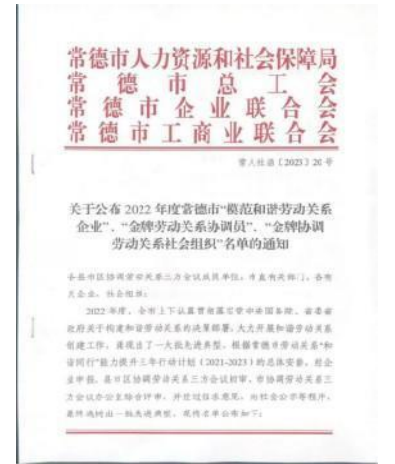 常德市人力资源和社会保障局
常德市总工会
常德市企业联合会
常德市工商业联合会
常人社函〔2023〕20号
关于公布 2022 年度常德市“模范和谐劳动关系
企业”、“金牌劳动关系协调员”、“金牌协调
劳动关系社会组织”名单的通知
各县市区协调劳动关系三方会议成员单位，市直有关部门，各有
关企业、社会组织：
2022 年度，全市上下认真贯彻落实党中央国务院、省委省
政府关于构建和谐劳动关系的决策部署，大力开展和谐劳动关系
创建工作，涌现出了一大批先进典型。根据常德市劳动关系“和
谐同行”能力提升三年行动计划（2021-2023）的总体安排，经企
业申报、县市区协调劳动关系三方会议初审、市协调劳动关系三
方会议办公室综合评审，并经过征求意见，向社会公示等程序，
最终选树出一批先进典型，现将名单公布如下：